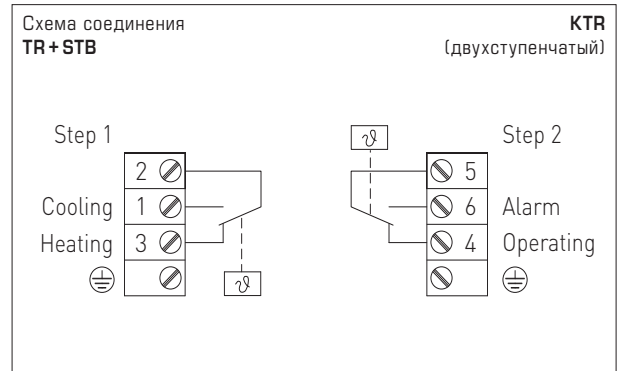 Схема соединения
TR+STB
KTR
(двухступенчатый)
Step 1
2
Cooling 1
Heating 3
ϑ
ϑ
Step 2
5
6 Alarm
4 Operating